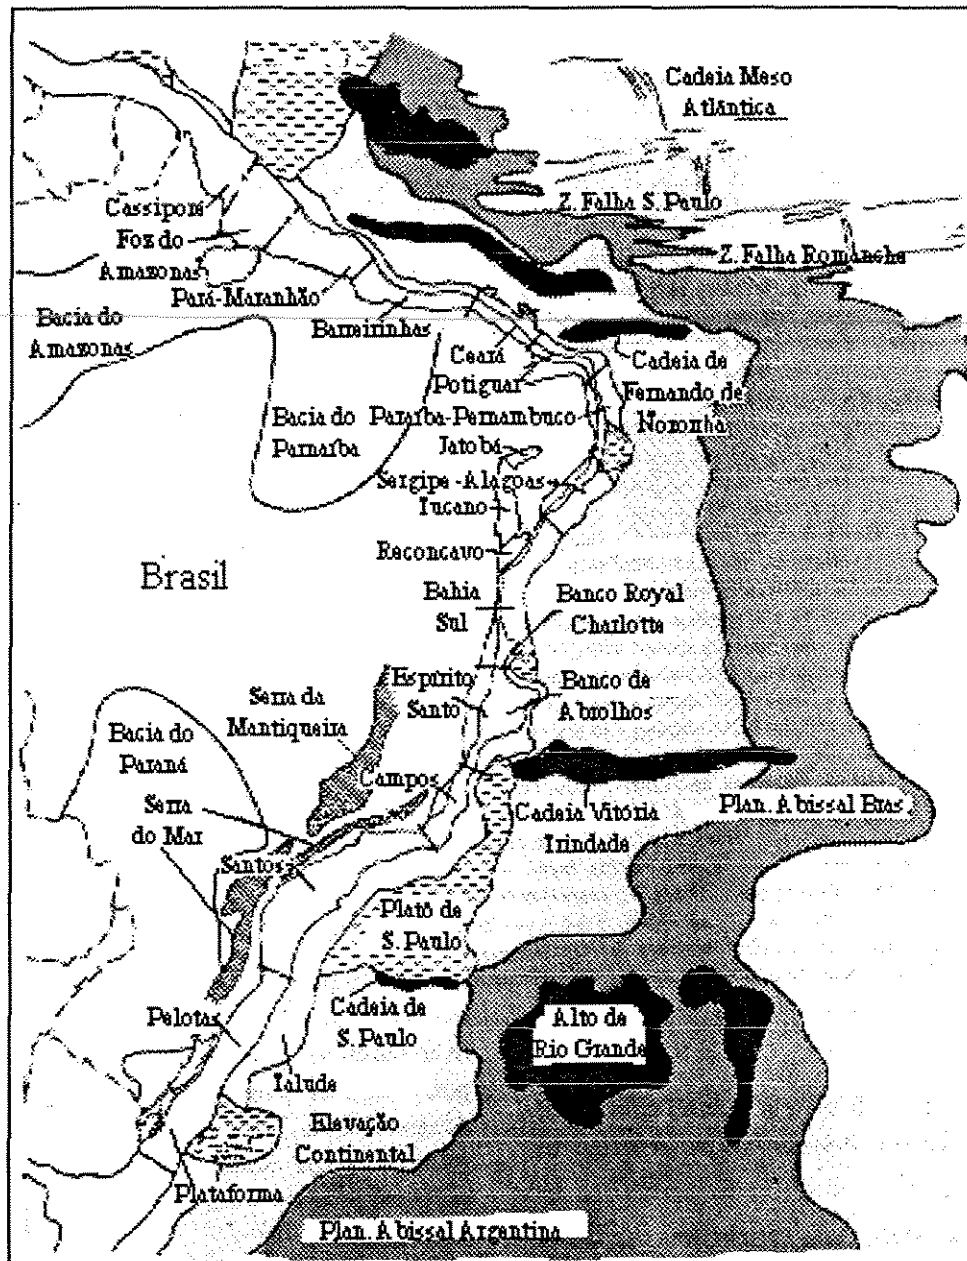 Cadeia Meso
Atlântica
Z. Falha S. Paulo
Z. Falha Romanche
Cassiporé
Foz do
Amazonas
Pará-Maranhão
Barreirinhas
Bacia do
Amazonas
Ceará
Potiguar
Cadeia de
Fernando de
Noronha
Bacia do
Parnaíba
Paraíba-Pernambuco
Jatobá
Sergipe-Alagoas
Tucano
Reconcavo
Brasil
Bahia
Sul
Banco Royal
Charlotte
Espírito
Santo
Banco de
Abrolhos
Serra da
Mantiqueira
Bacia do
Paraná
Campos
Serra
do Mar
Cadeia Vitória
Trindade
Plan. Abissal Bras.
Santos
Platô de
S. Paulo
Pelotas
Cadeia de
S. Paulo
Alto de
Rio Grande
Talude
Elevação
Continental
Plataforma
Plan. Abissal Argentina